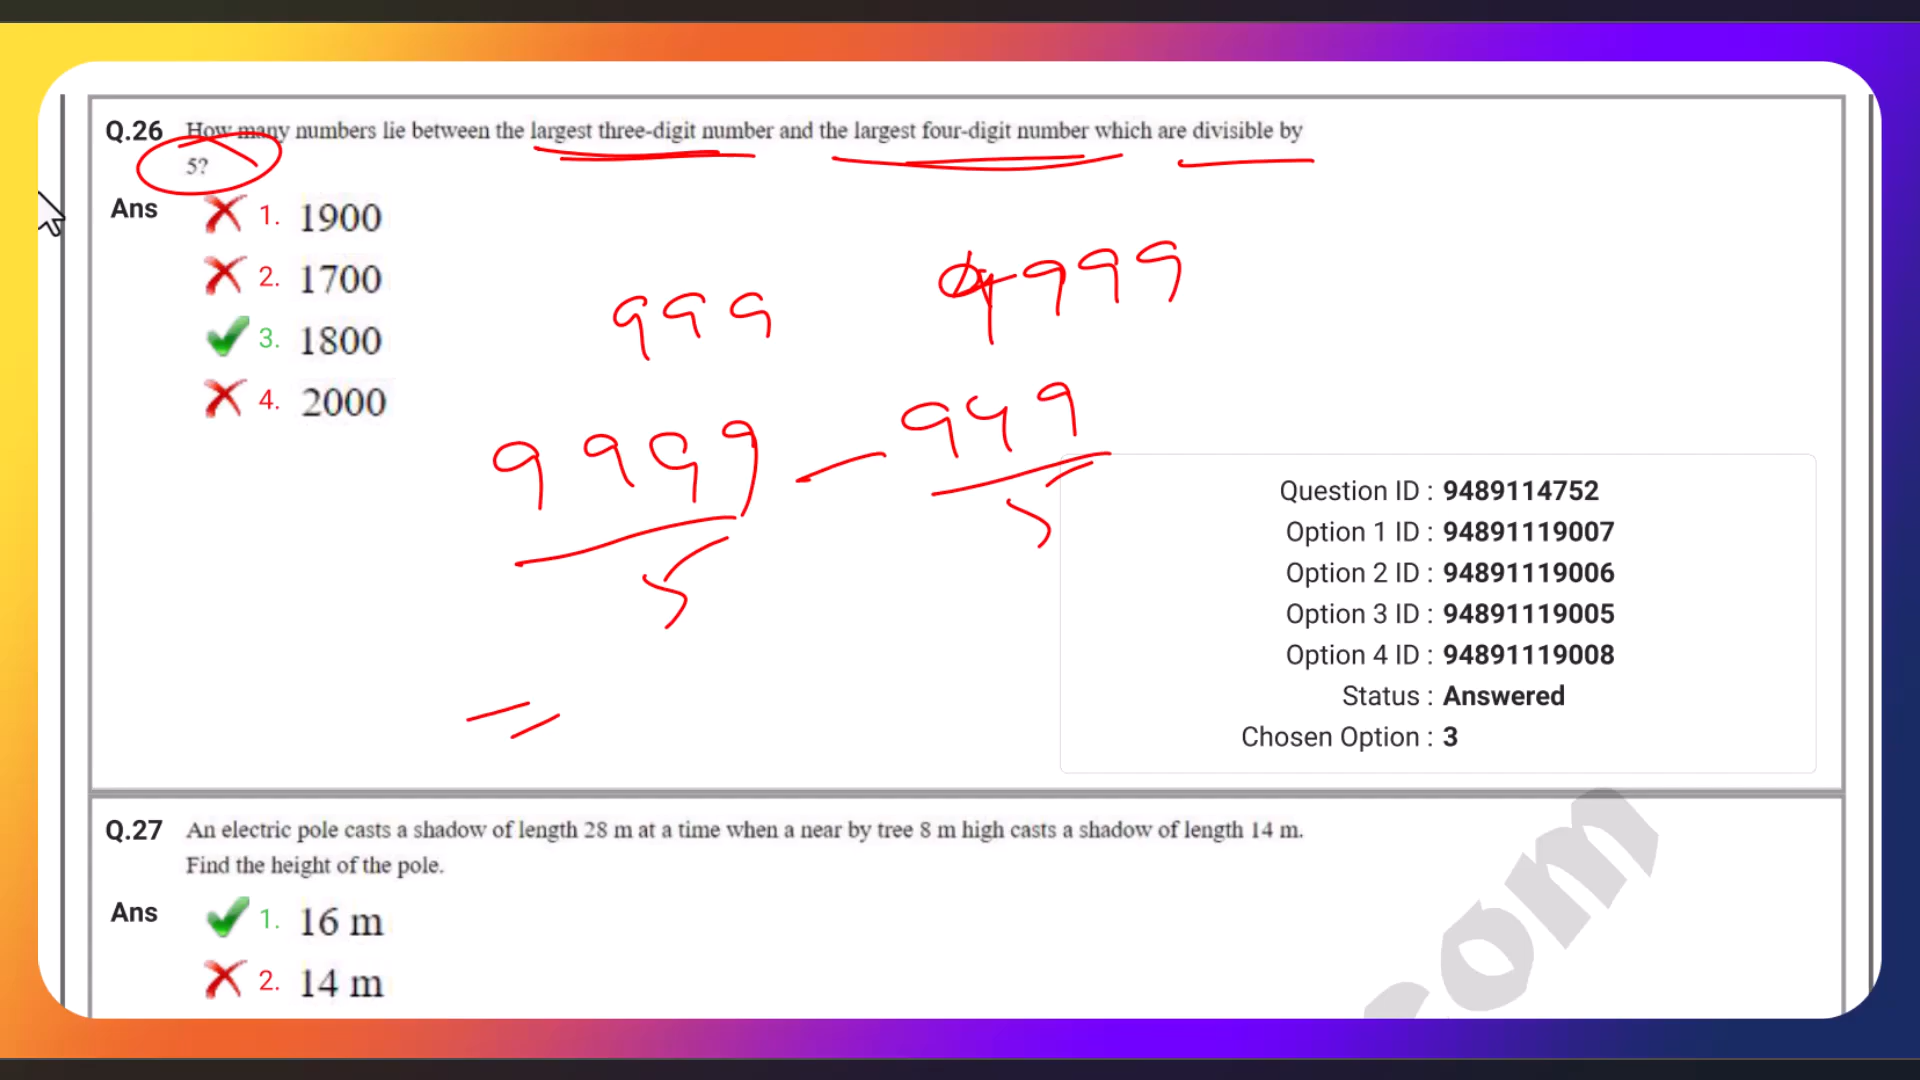 Q.26 How many numbers lie between the largest three-digit number and the largest four-digit number which are divisible by
5?
Ans 1. 1900
2. 1700
3. 1800
4. 2000
999 9999
9999 — 999
5 5
=
Question ID : 9489114752
Option 1 ID : 94891119007
Option 2 ID : 94891119006
Option 3 ID : 94891119005
Option 4 ID : 94891119008
Status : Answered
Chosen Option : 3
Q.27 An electric pole casts a shadow of length 28 m at a time when a near by tree 8 m high casts a shadow of length 14 m.
Find the height of the pole.
Ans 1. 16 m
2. 14 m
com